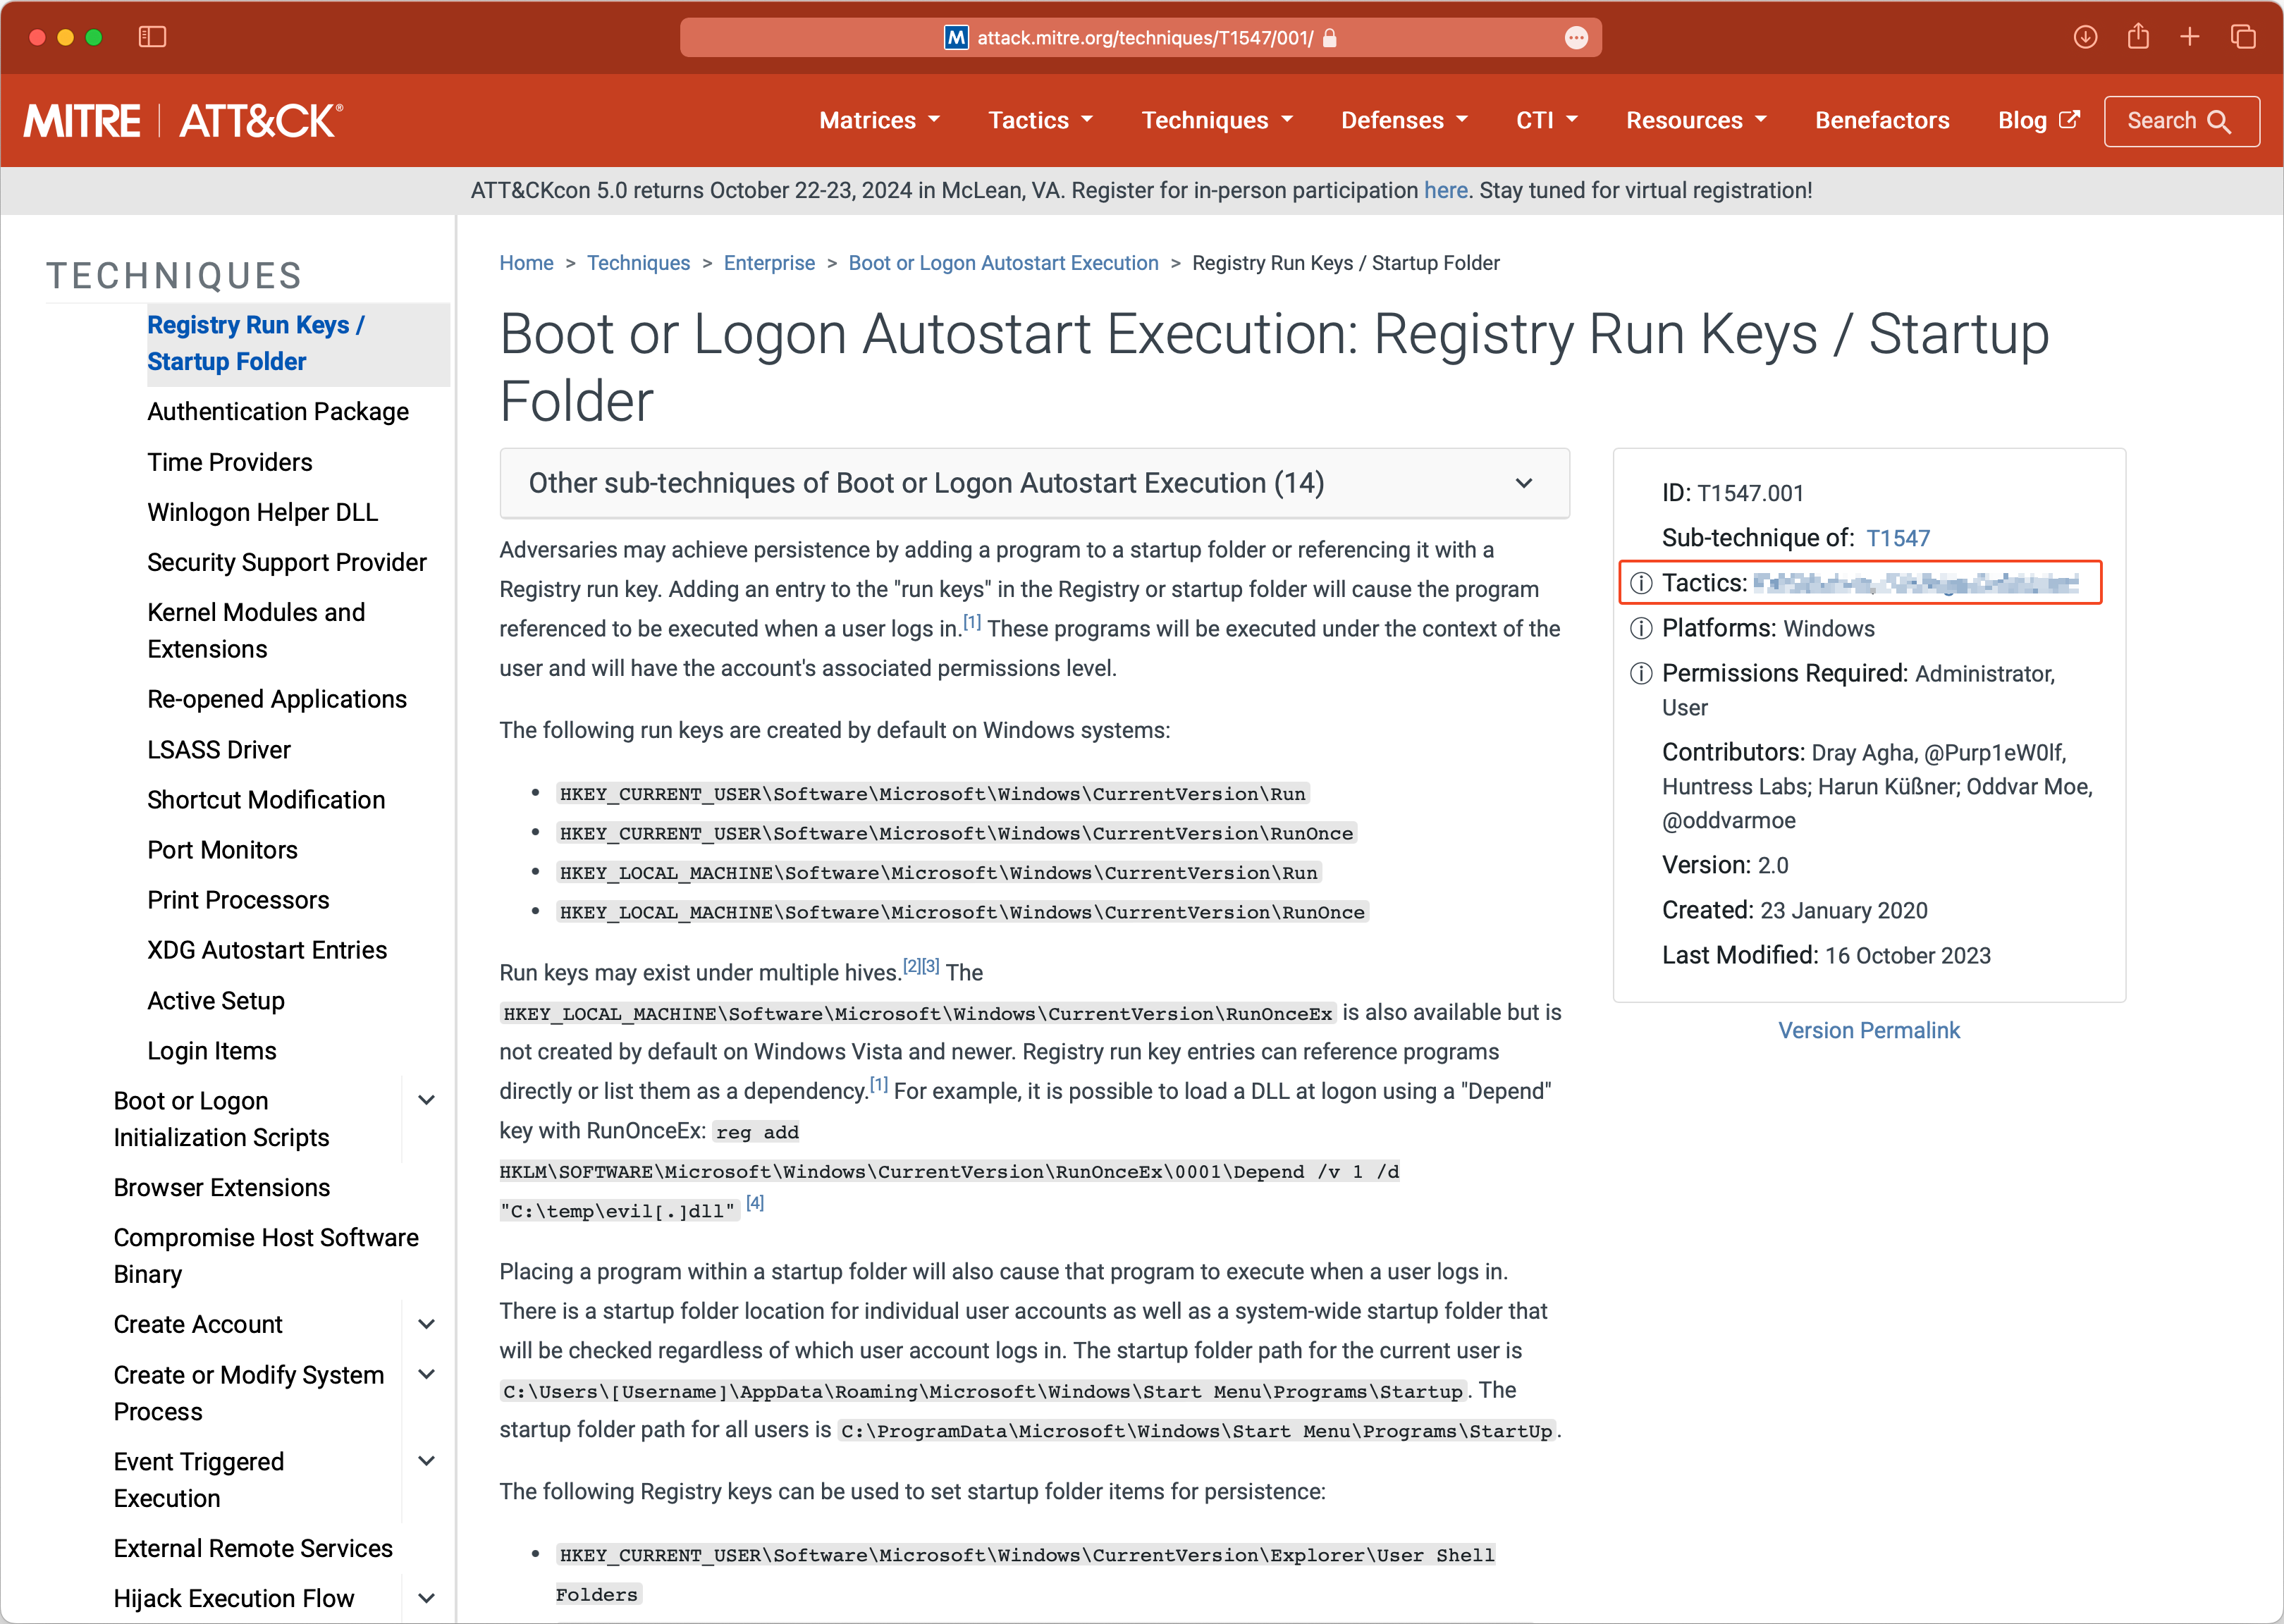 attack.mitre.org/techniques/T1547/001/
MITRE | ATT&CK®
Matrices
Tactics
Techniques
Defenses
CTI
Resources
Benefactors
Blog
Search
ATT&CKcon 5.0 returns October 22-23, 2024 in McLean, VA. Register for in-person participation here. Stay tuned for virtual registration!
TECHNIQUES
Registry Run Keys /
Startup Folder
Authentication Package
Time Providers
Winlogon Helper DLL
Security Support Provider
Kernel Modules and
Extensions
Re-opened Applications
LSASS Driver
Shortcut Modification
Port Monitors
Print Processors
XDG Autostart Entries
Active Setup
Login Items
Boot or Logon
Initialization Scripts
Browser Extensions
Compromise Host Software
Binary
Create Account
Create or Modify System
Process
Event Triggered
Execution
External Remote Services
Hijack Execution Flow
Home > Techniques > Enterprise > Boot or Logon Autostart Execution > Registry Run Keys / Startup Folder
Boot or Logon Autostart Execution: Registry Run Keys / Startup
Folder
Other sub-techniques of Boot or Logon Autostart Execution (14)
Adversaries may achieve persistence by adding a program to a startup folder or referencing it with a
Registry run key. Adding an entry to the "run keys" in the Registry or startup folder will cause the program
referenced to be executed when a user logs in.[1] These programs will be executed under the context of the
user and will have the account's associated permissions level.
The following run keys are created by default on Windows systems:
• HKEY_CURRENT_USER\Software\Microsoft\Windows\CurrentVersion\Run
• HKEY_CURRENT_USER\Software\Microsoft\Windows\CurrentVersion\RunOnce
• HKEY_LOCAL_MACHINE\Software\Microsoft\Windows\CurrentVersion\Run
• HKEY_LOCAL_MACHINE\Software\Microsoft\Windows\CurrentVersion\RunOnce
Run keys may exist under multiple hives.[2][3] The
HKEY_LOCAL_MACHINE\Software\Microsoft\Windows\CurrentVersion\RunOnceEx is also available but is
not created by default on Windows Vista and newer. Registry run key entries can reference programs
directly or list them as a dependency.[1] For example, it is possible to load a DLL at logon using a "Depend"
key with RunOnceEx: reg add
HKLM\SOFTWARE\Microsoft\Windows\CurrentVersion\RunOnceEx\0001\Depend /v 1 /d
"C:\temp\evil[.]dll" [4]
Placing a program within a startup folder will also cause that program to execute when a user logs in.
There is a startup folder location for individual user accounts as well as a system-wide startup folder that
will be checked regardless of which user account logs in. The startup folder path for the current user is
C:\Users\[Username]\AppData\Roaming\Microsoft\Windows\Start Menu\Programs\Startup. The
startup folder path for all users is C:\ProgramData\Microsoft\Windows\Start Menu\Programs\StartUp.
The following Registry keys can be used to set startup folder items for persistence:
• HKEY_CURRENT_USER\Software\Microsoft\Windows\CurrentVersion\Explorer\User Shell
Folders
ID: T1547.001
Sub-technique of: T1547
Tactics:
Platforms: Windows
Permissions Required: Administrator,
User
Contributors: Dray Agha, @Purp1eW0lf,
Huntress Labs; Harun Küßner; Oddvar Moe,
@oddvarmoe
Version: 2.0
Created: 23 January 2020
Last Modified: 16 October 2023
Version Permalink